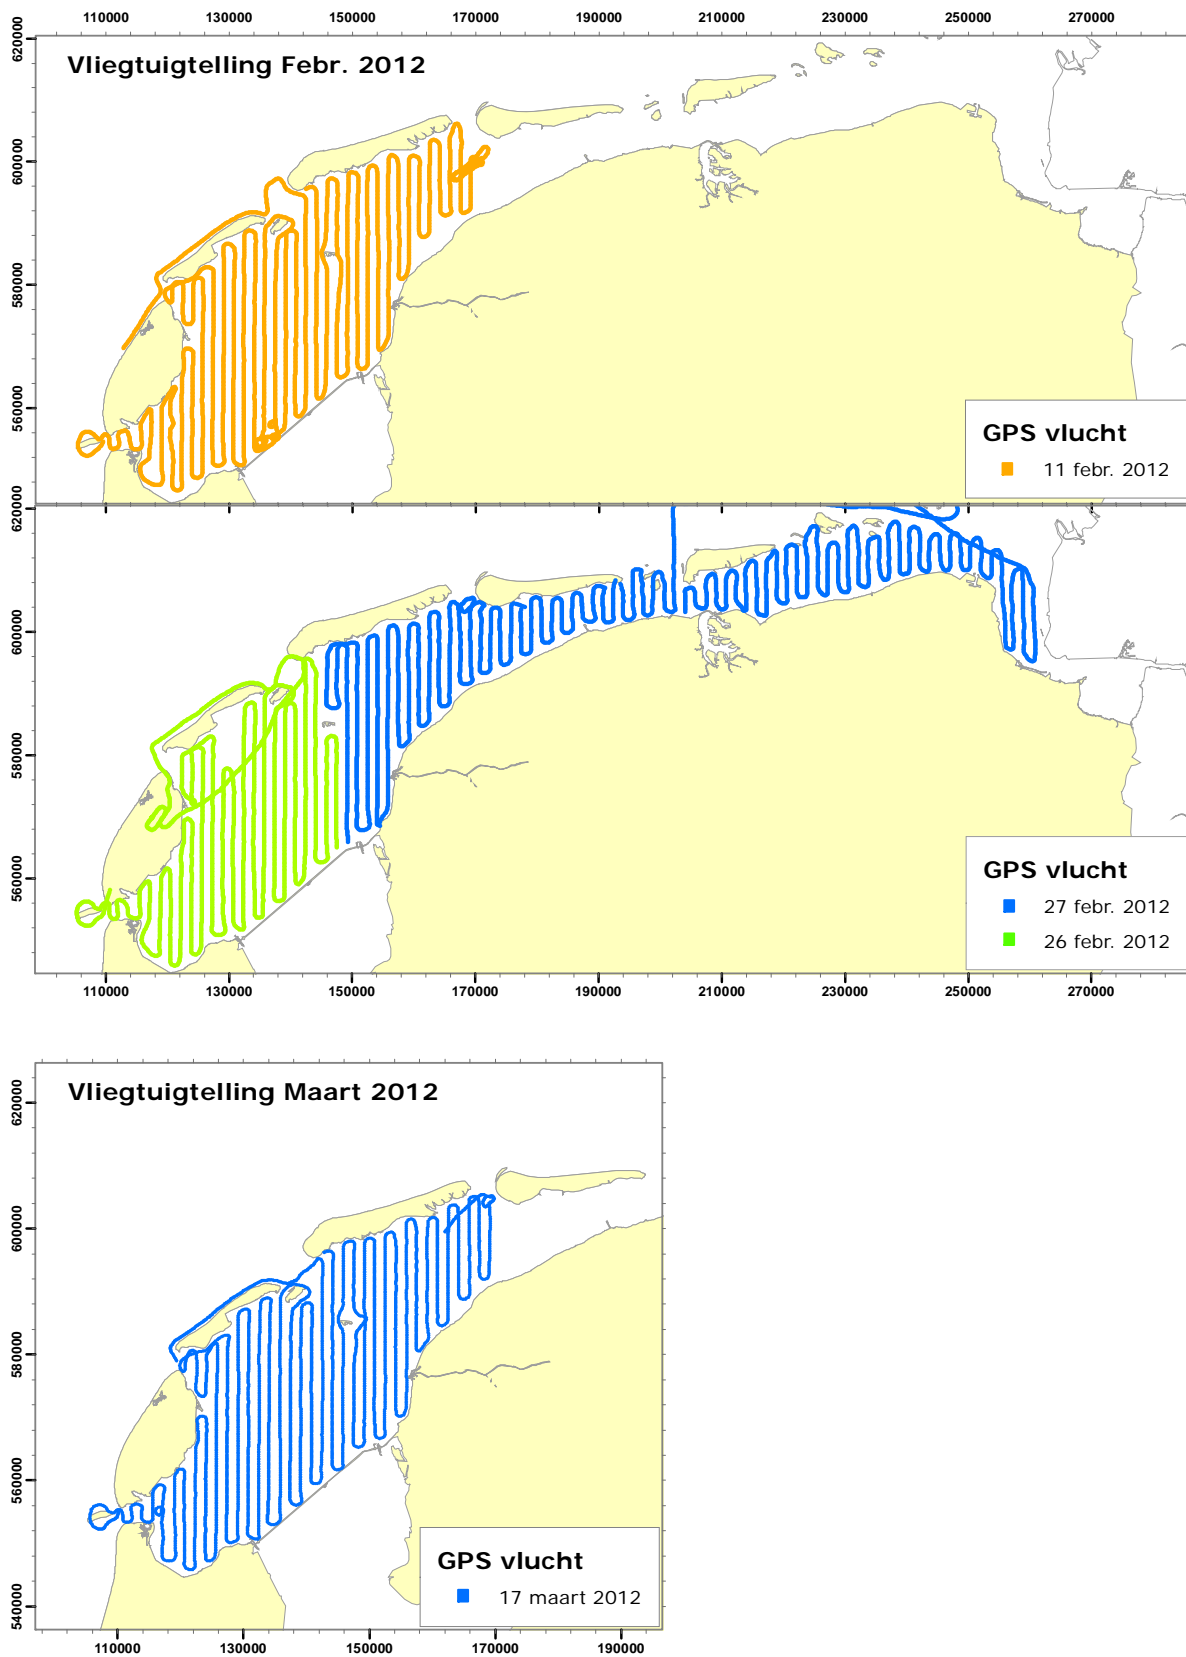 110000 130000 150000 170000 190000 210000 230000 250000 270000
620000
Vliegtuigtelling Febr. 2012
600000
580000
560000
GPS vlucht
11 febr. 2012
620000
600000
580000
560000
GPS vlucht
27 febr. 2012
26 febr. 2012
110000 130000 150000 170000 190000 210000 230000 250000 270000
Vliegtuigtelling Maart 2012
620000
600000
580000
560000
540000
GPS vlucht
17 maart 2012
110000 130000 150000 170000 190000